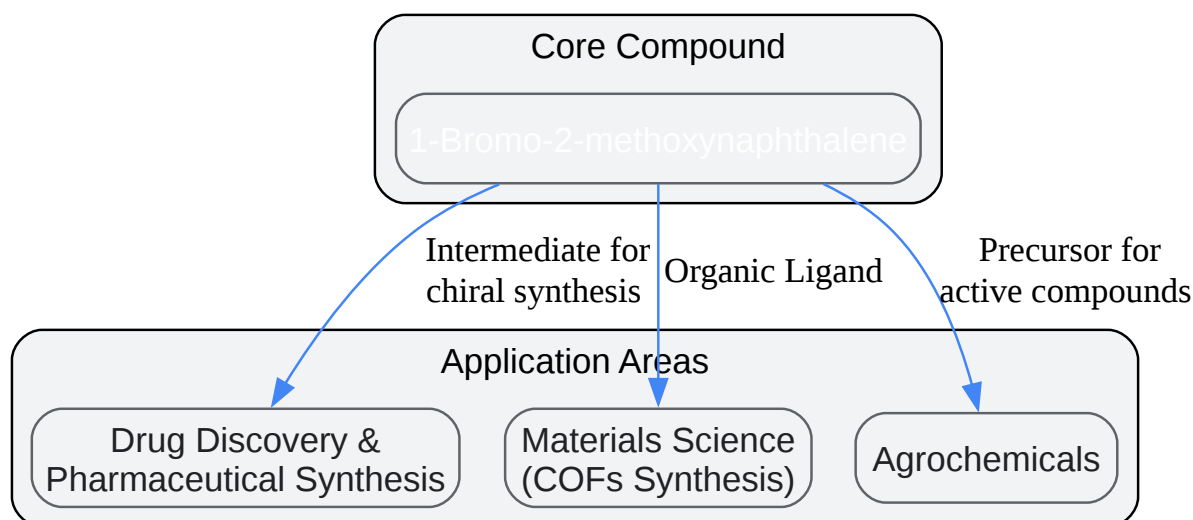 Core Compound
1-Bromo-2-methoxynaphthalene
Intermediate for
chiral synthesis
Organic Ligand
Precursor for
active compounds
Application Areas
Drug Discovery &
Pharmaceutical Synthesis
Materials Science
(COFs Synthesis)
Agrochemicals